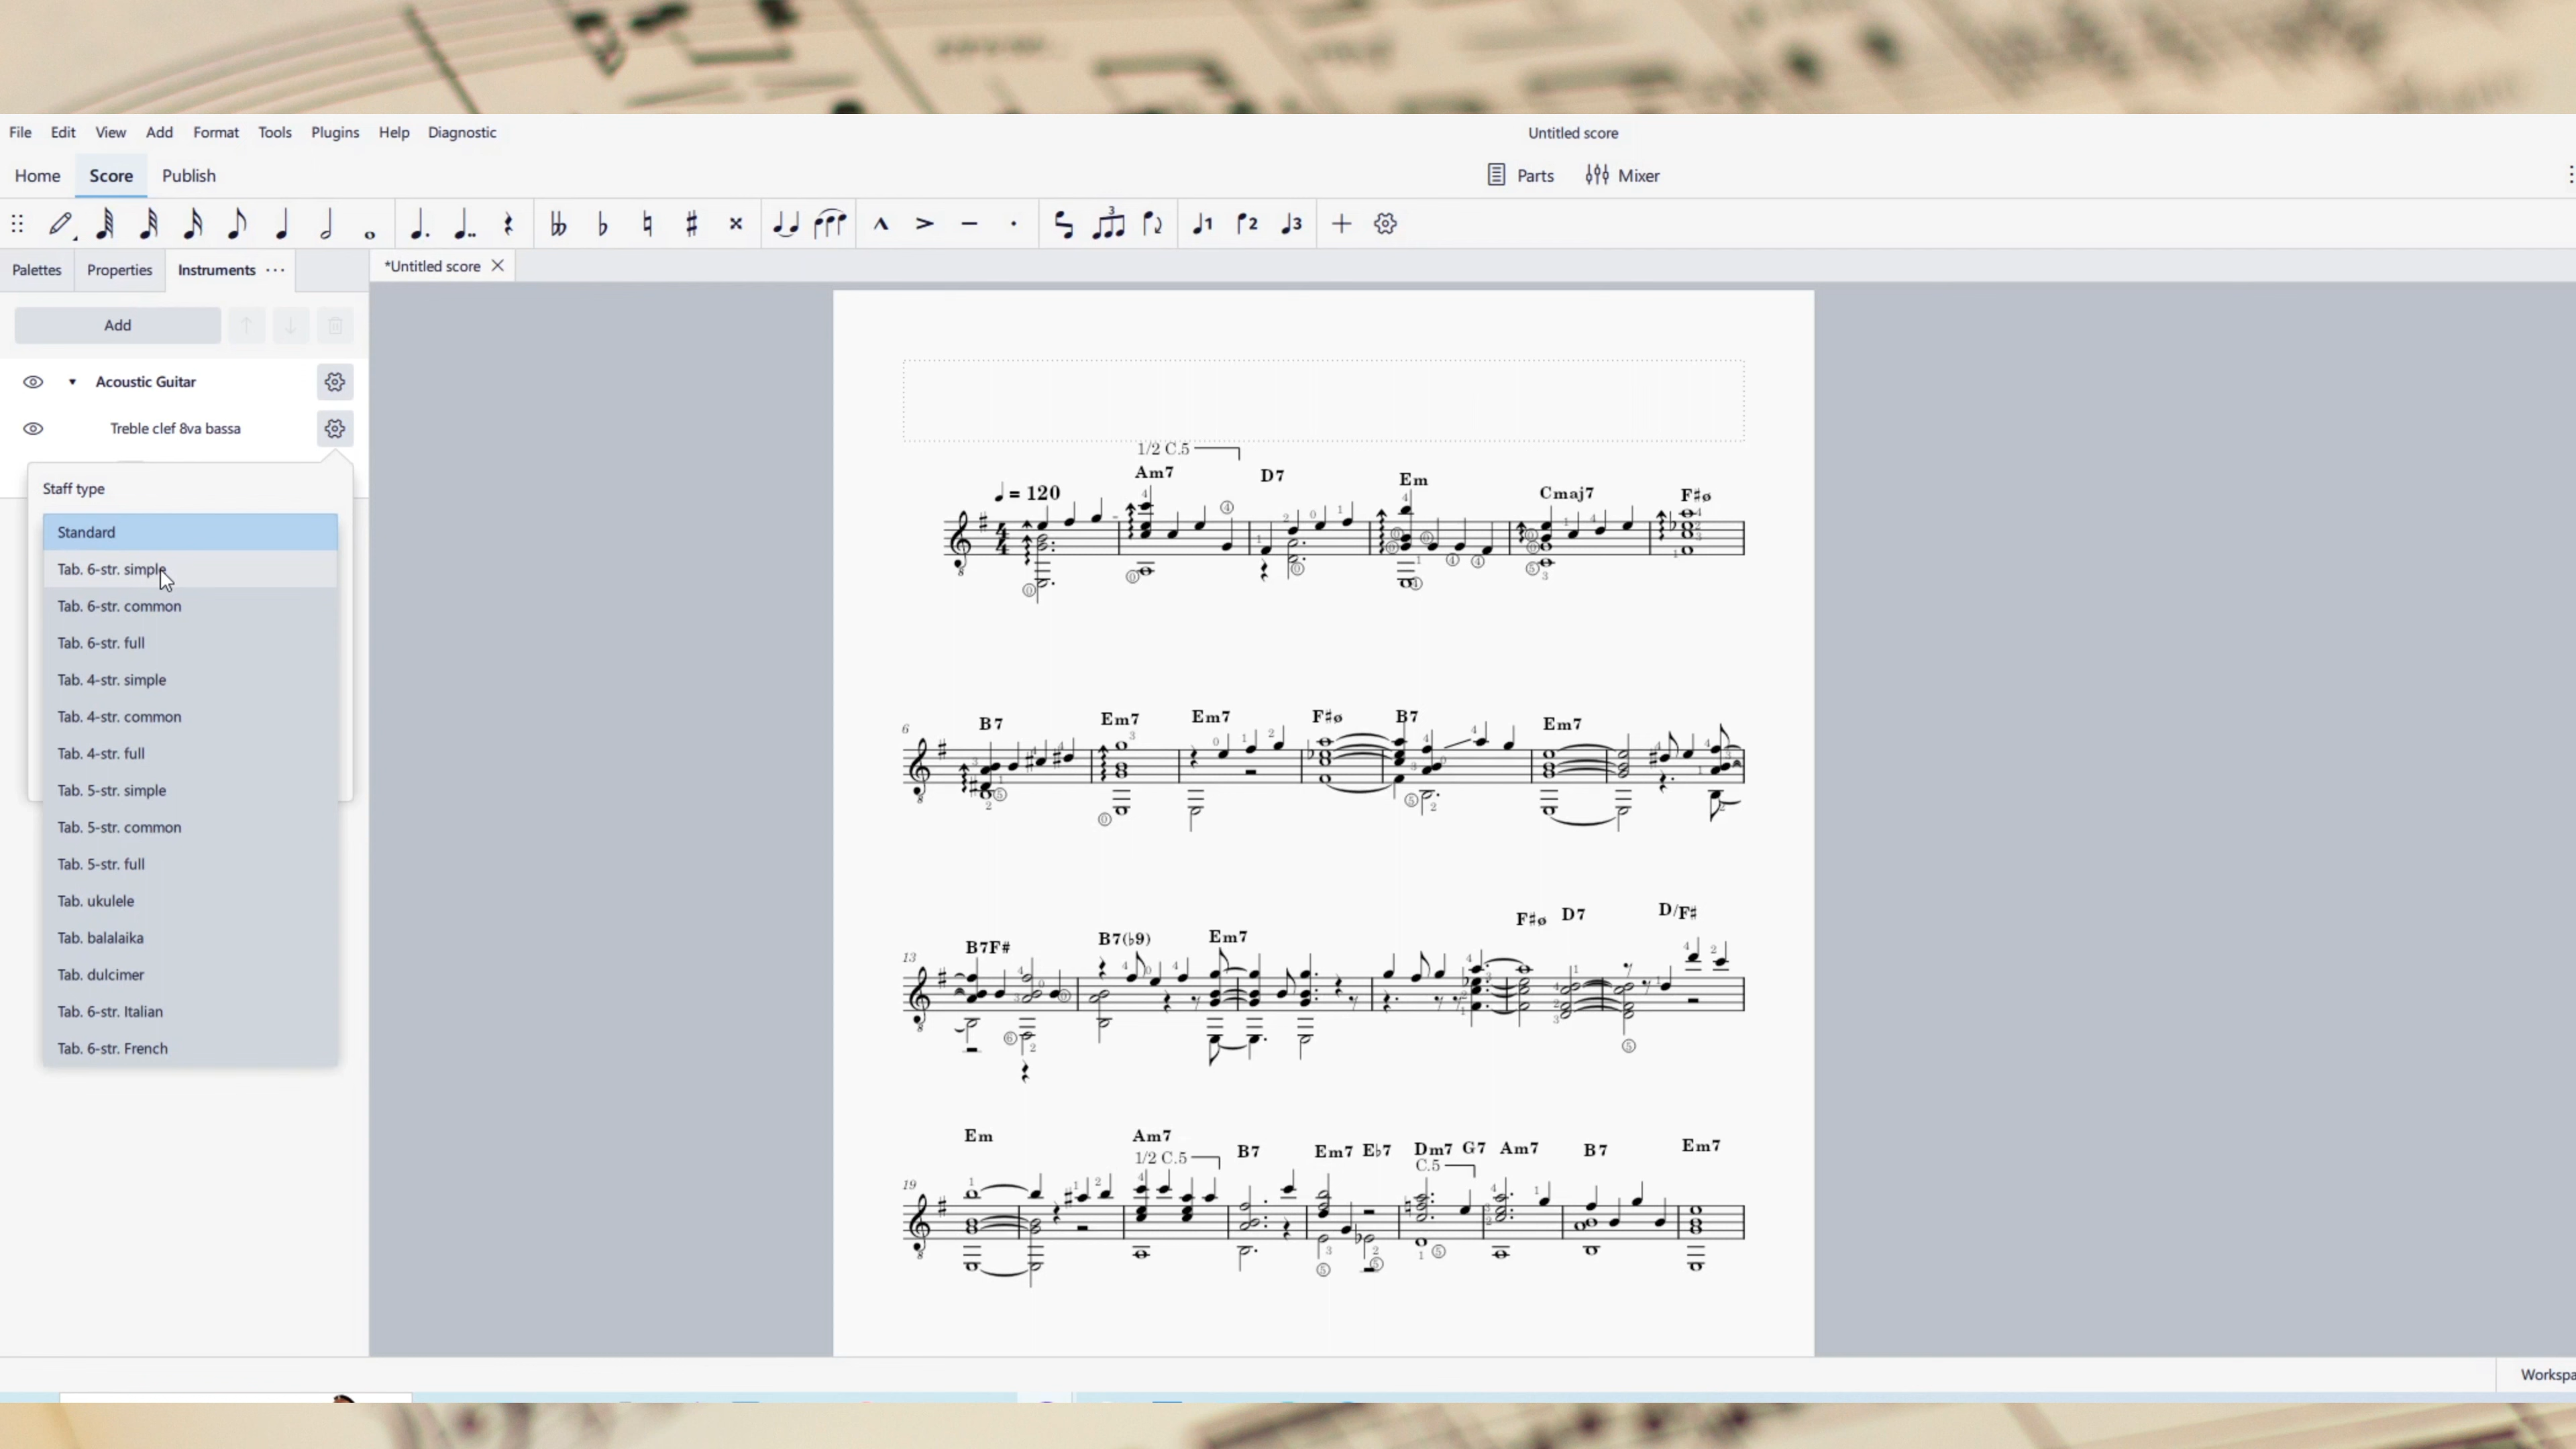 File Edit View Add Format Tools Plugins Help Diagnostic
Untitled score
Home Score Publish
Parts Mixer
3
1 2 3
Palettes Properties Instruments ···
*Untitled score
Add
Acoustic Guitar
Treble clef 8va bassa
Staff type
Standard
Tab. 6-str. simple
Tab. 6-str. common
Tab. 6-str. full
Tab. 4-str. simple
Tab. 4-str. common
Tab. 4-str. full
Tab. 5-str. simple
Tab. 5-str. common
Tab. 5-str. full
Tab. ukulele
Tab. balalaika
Tab. dulcimer
Tab. 6-str. Italian
Tab. 6-str. French
1/2 C.5
Am7 D7 Em Cmaj7 F♯ø
♩ = 120
6
B7 Em7 Em7 F♯ø B7 Em7
13
B7F# B7(♭9) Em7 F♯ø D7 D/F♯
Em Am7 B7 Em7 E♭7 Dm7 G7 Am7 B7 Em7
1/2 C.5 C.5
19
Workspa